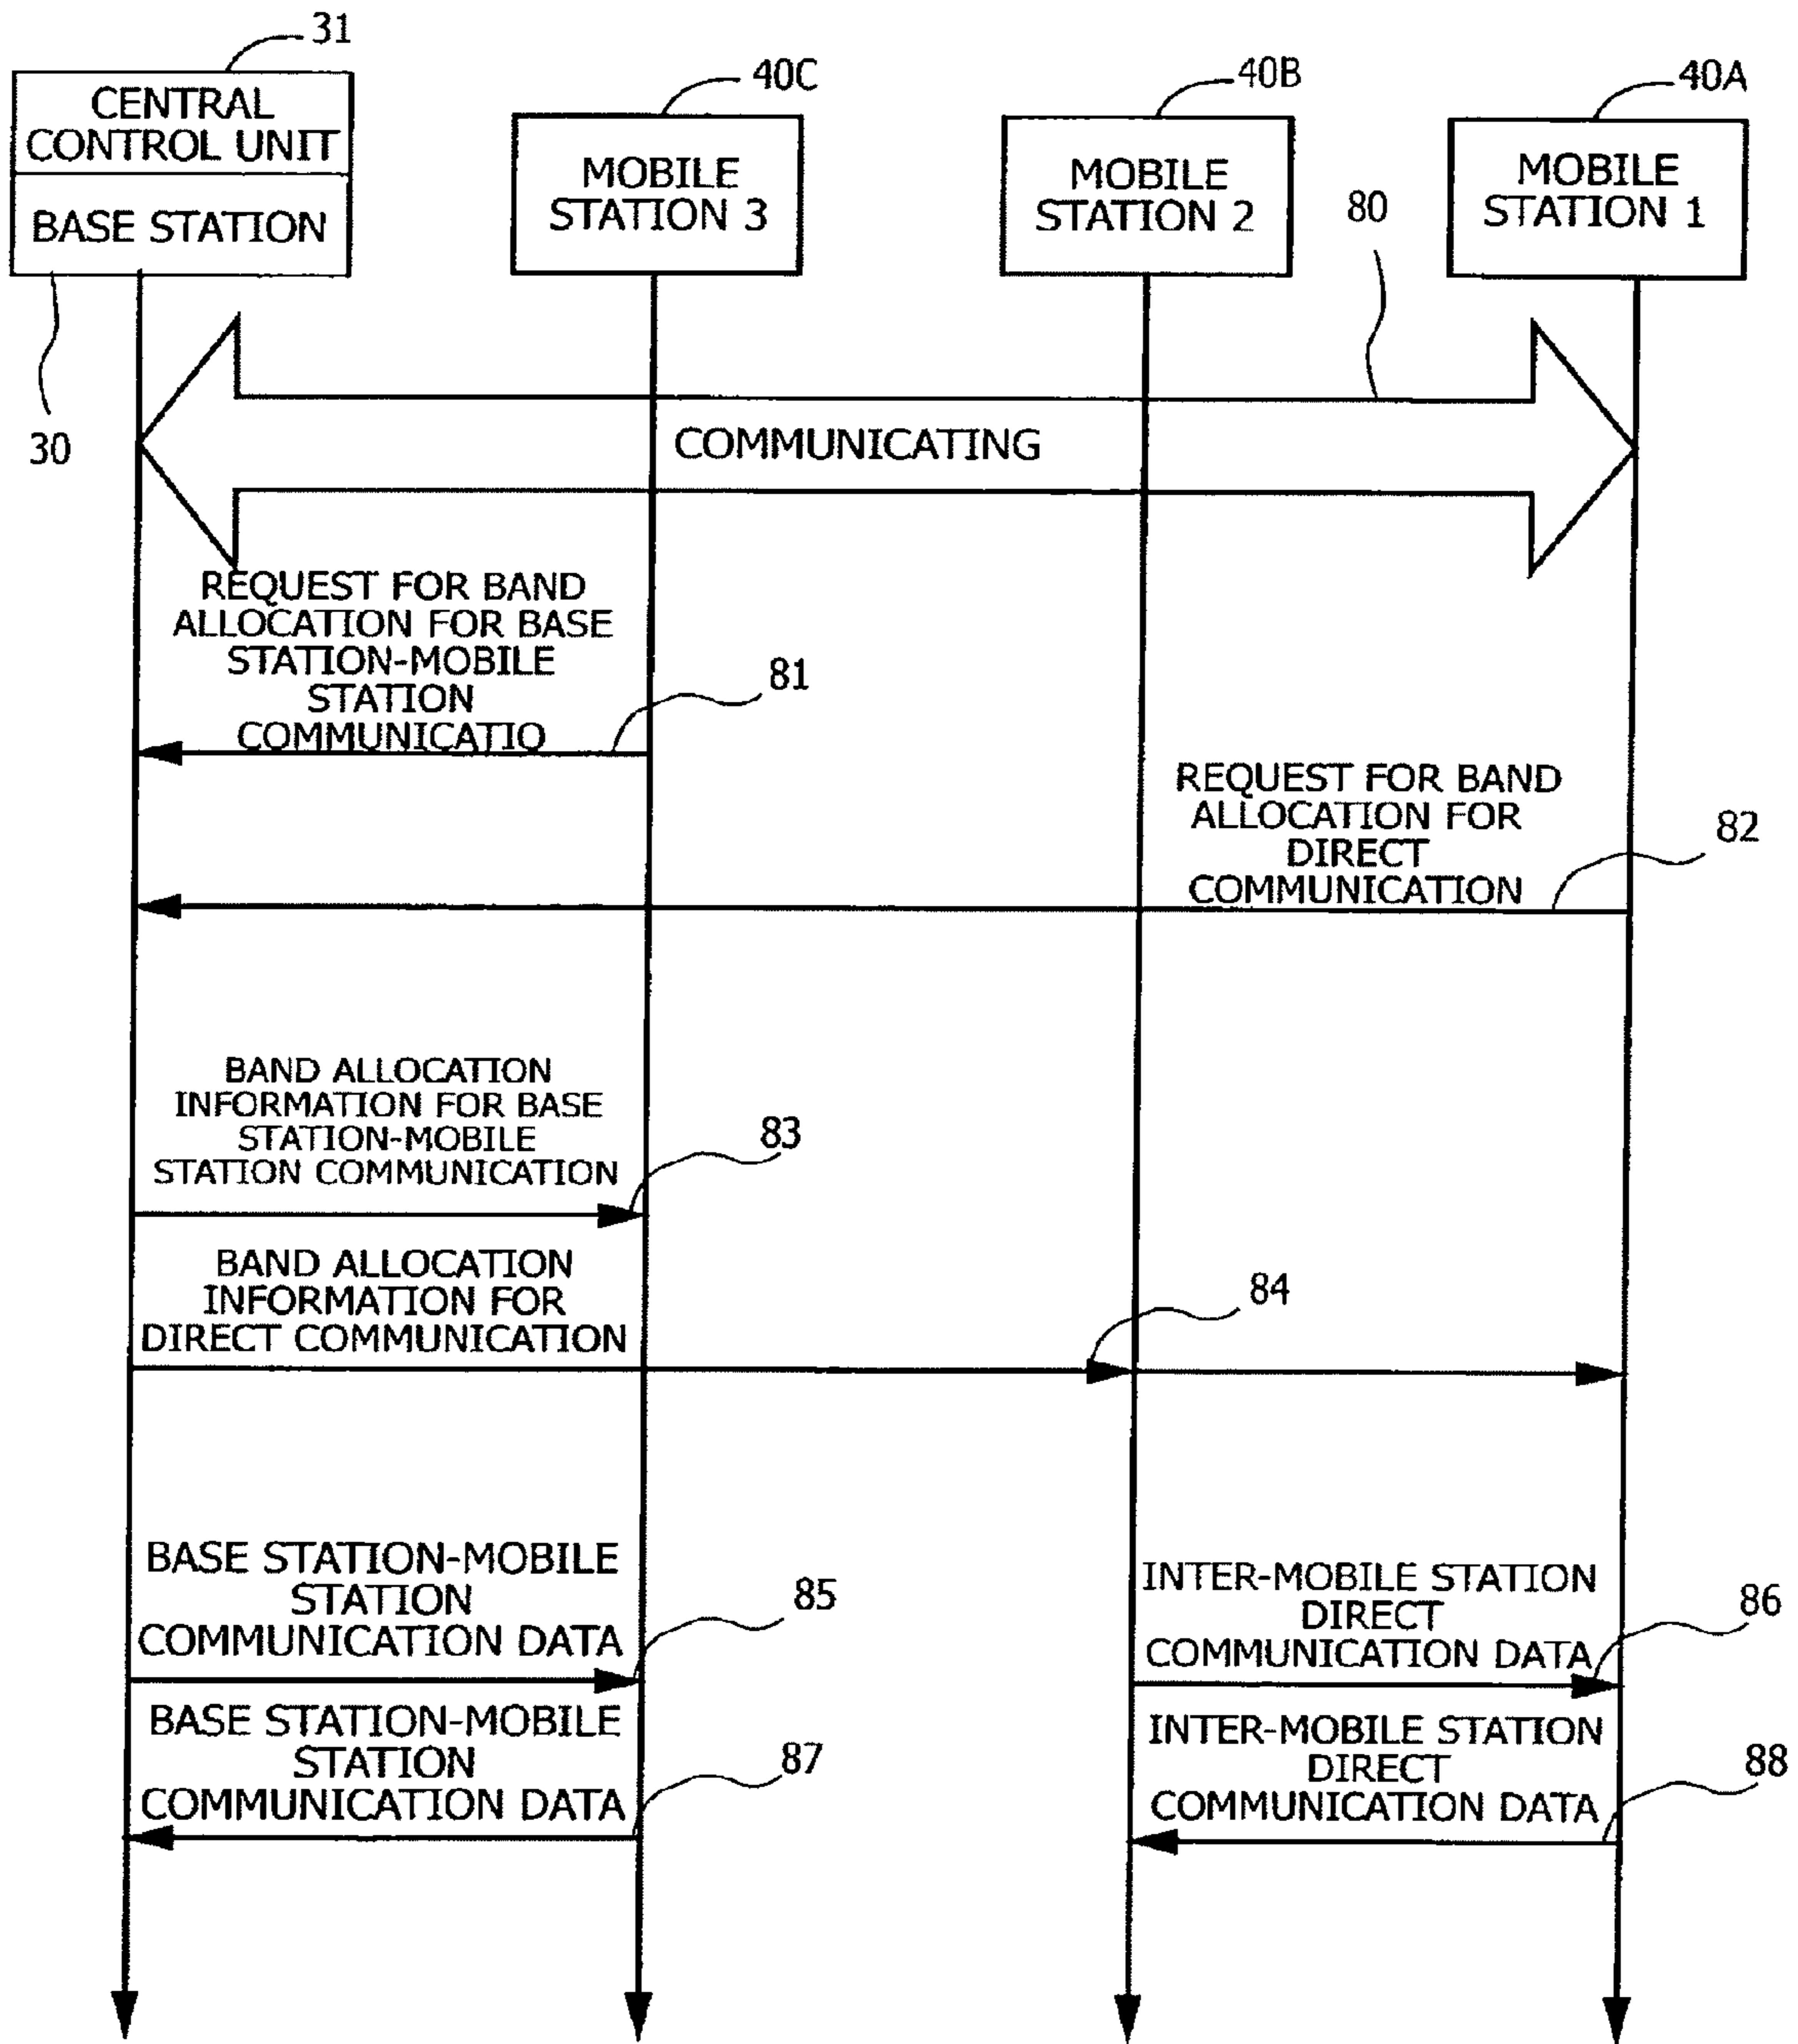 31
40C
40B
40A
CENTRAL
CONTROL UNIT
BASE STATION
MOBILE
STATION 3
MOBILE
STATION 2
MOBILE
STATION 1
80
30
COMMUNICATING
REQUEST FOR BAND
ALLOCATION FOR BASE
STATION-MOBILE
STATION
COMMUNICATIO
81
REQUEST FOR BAND
ALLOCATION FOR
DIRECT
COMMUNICATION
82
BAND ALLOCATION
INFORMATION FOR BASE
STATION-MOBILE
STATION COMMUNICATION
83
BAND ALLOCATION
INFORMATION FOR
DIRECT COMMUNICATION
84
BASE STATION-MOBILE
STATION
COMMUNICATION DATA
85
INTER-MOBILE STATION
DIRECT
COMMUNICATION DATA
86
BASE STATION-MOBILE
STATION
COMMUNICATION DATA
87
INTER-MOBILE STATION
DIRECT
COMMUNICATION DATA
88